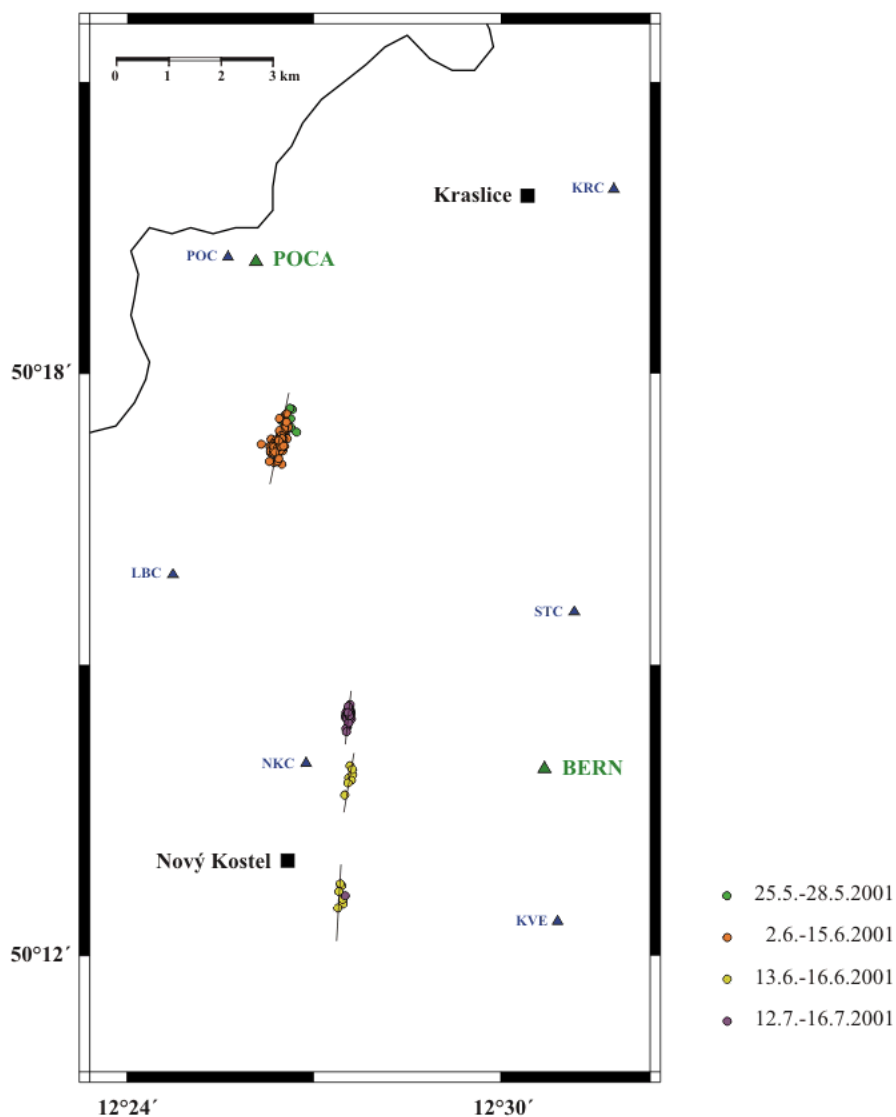 0 1 2 3 km
Kraslice
KRC
POC
POCA
50°18´
LBC
STC
NKC
BERN
Nový Kostel
25.5.-28.5.2001
KVE
2.6.-15.6.2001
50°12´
13.6.-16.6.2001
12.7.-16.7.2001
12°24´ 12°30´